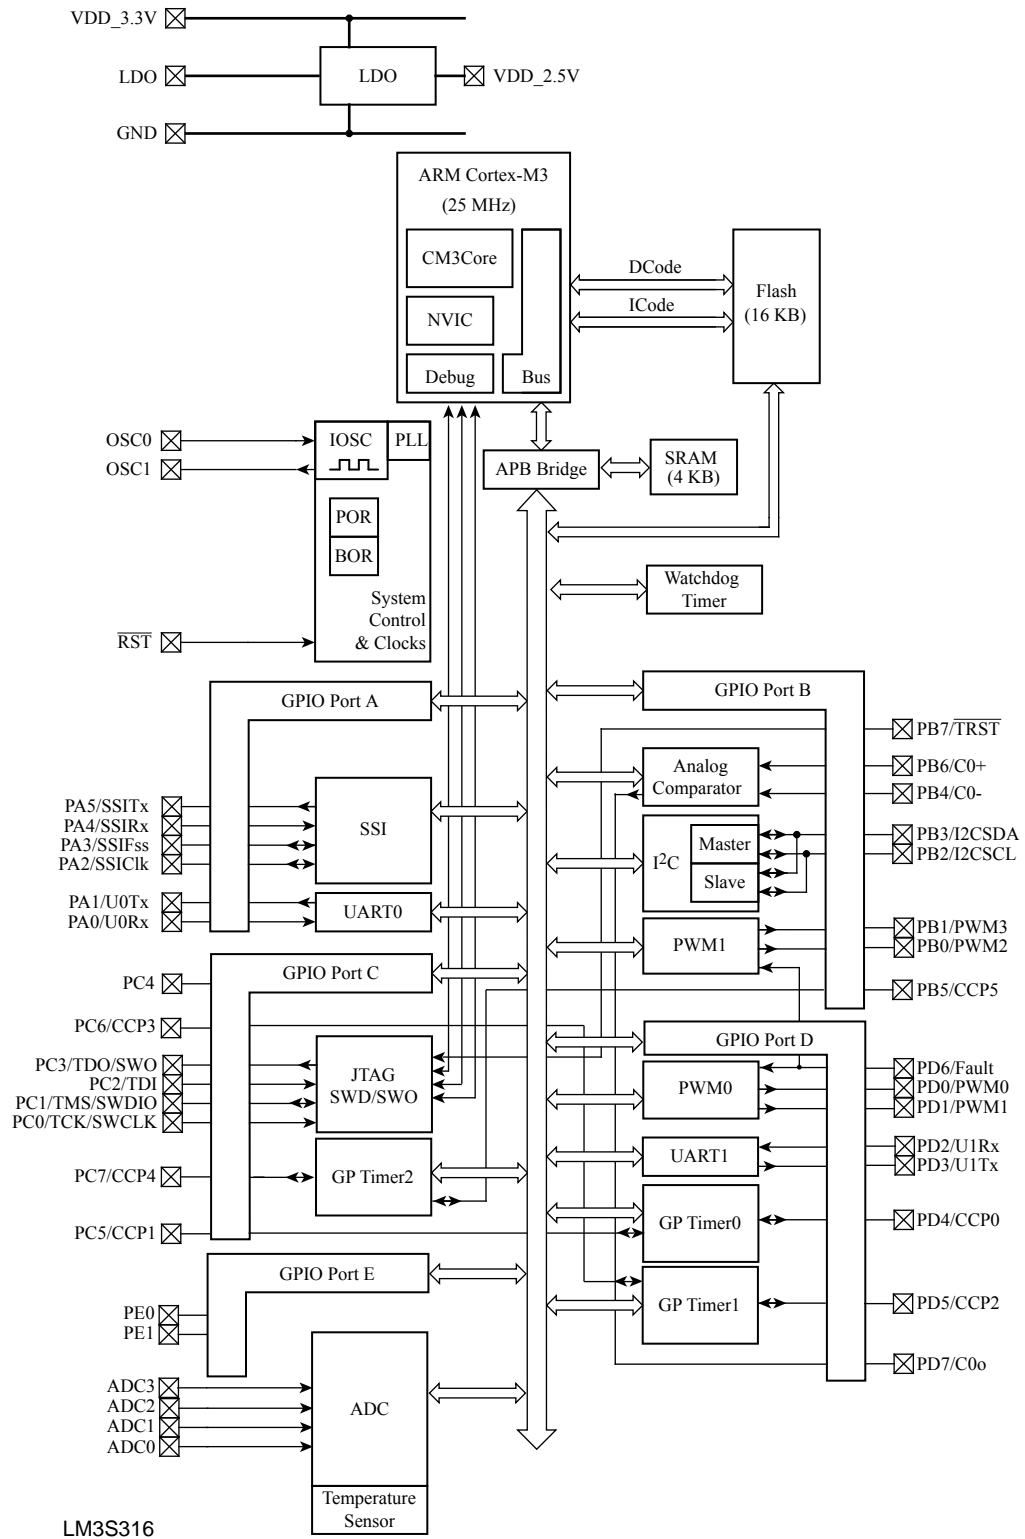 VDD_3.3V
LDO
LDO
VDD_2.5V
GND
ARM Cortex-M3
(25 MHz)
CM3Core
NVIC
Debug
Bus
DCode
ICode
Flash
(16 KB)
OSC0
OSC1
IOSC
PLL
POR
BOR
System
Control
& Clocks
RST
APB Bridge
SRAM
(4 KB)
Watchdog
Timer
GPIO Port A
PA5/SSITx
PA4/SSIRx
PA3/SSIFss
PA2/SSIClk
SSI
PA1/U0Tx
PA0/U0Rx
UART0
GPIO Port B
PB7/TRST
Analog
Comparator
PB6/C0+
PB4/C0-
I²C
Master
Slave
PB3/I2CSDA
PB2/I2CSCL
PWM1
PB1/PWM3
PB0/PWM2
PB5/CCP5
GPIO Port C
PC4
PC6/CCP3
PC3/TDO/SWO
PC2/TDI
PC1/TMS/SWDIO
PC0/TCK/SWCLK
JTAG
SWD/SWO
PC7/CCP4
GP Timer2
PC5/CCP1
GPIO Port D
PWM0
PD6/Fault
PD0/PWM0
PD1/PWM1
UART1
PD2/U1Rx
PD3/U1Tx
GP Timer0
PD4/CCP0
GP Timer1
PD5/CCP2
PD7/C0o
GPIO Port E
PE0
PE1
ADC3
ADC2
ADC1
ADC0
ADC
Temperature
Sensor
LM3S316